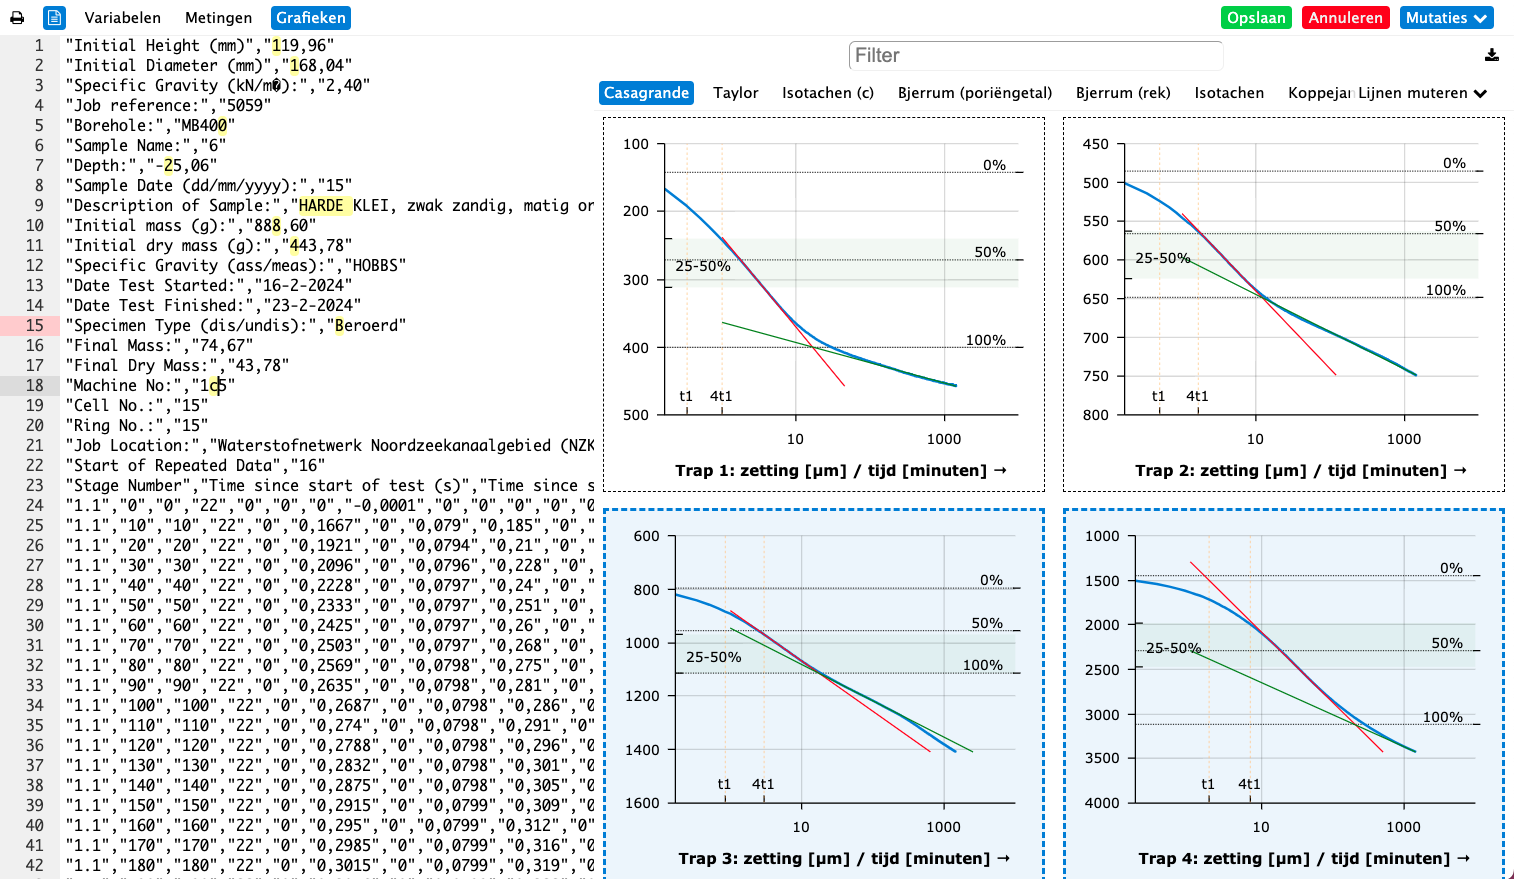 Variabelen Metingen Grafieken Opslaan Annuleren Mutaties
1 "Initial Height (mm)","119,96"
2 "Initial Diameter (mm)","168,04"
3 "Specific Gravity (kN/m�):","2,40"
4 "Job reference:","5059"
5 "Borehole:","MB400"
6 "Sample Name:","6"
7 "Depth:","-25,06"
8 "Sample Date (dd/mm/yyyy):","15"
9 "Description of Sample:","HARDE KLEI, zwak zandig, matig or
10 "Initial mass (g):","888,60"
11 "Initial dry mass (g):","443,78"
12 "Specific Gravity (ass/meas):","HOBBS"
13 "Date Test Started:","16-2-2024"
14 "Date Test Finished:","23-2-2024"
15 "Specimen Type (dis/undis):","Beroerd"
16 "Final Mass:","74,67"
17 "Final Dry Mass:","43,78"
18 "Machine No:","1c5"
19 "Cell No.:","15"
20 "Ring No.:","15"
21 "Job Location:","Waterstofnetwerk Noordzeekanaalgebied (NZK
22 "Start of Repeated Data","16"
23 "Stage Number","Time since start of test (s)","Time since s
24 "1.1","0","0","22","0","0","0","-0,0001","0","0","0","0","0
25 "1.1","10","10","22","0","0,1667","0","0,079","0,185","0",
26 "1.1","20","20","22","0","0,1921","0","0,0794","0,21","0",
27 "1.1","30","30","22","0","0,2096","0","0,0796","0,228","0",
28 "1.1","40","40","22","0","0,2228","0","0,0797","0,24","0",
29 "1.1","50","50","22","0","0,2333","0","0,0797","0,251","0",
30 "1.1","60","60","22","0","0,2425","0","0,0797","0,26","0",
31 "1.1","70","70","22","0","0,2503","0","0,0797","0,268","0",
32 "1.1","80","80","22","0","0,2569","0","0,0798","0,275","0",
33 "1.1","90","90","22","0","0,2635","0","0,0798","0,281","0",
34 "1.1","100","100","22","0","0,2687","0","0,0798","0,286","0
35 "1.1","110","110","22","0","0,274","0","0,0798","0,291","0"
36 "1.1","120","120","22","0","0,2788","0","0,0798","0,296","0
37 "1.1","130","130","22","0","0,2832","0","0,0798","0,301","0
38 "1.1","140","140","22","0","0,2875","0","0,0798","0,305","0
39 "1.1","150","150","22","0","0,2915","0","0,0799","0,309","0
40 "1.1","160","160","22","0","0,295","0","0,0799","0,312","0"
41 "1.1","170","170","22","0","0,2985","0","0,0799","0,316","0
42 "1.1","180","180","22","0","0,3015","0","0,0799","0,319","0
Filter
Casagrande Taylor Isotachen (c) Bjerrum (poriëngetal) Bjerrum (rek) Isotachen Koppejan Lijnen muteren
100
200
300
400
500
0%
50%
25-50%
100%
t1 4t1
10 1000
Trap 1: zetting [µm] / tijd [minuten] →
450
500
550
600
650
700
750
800
0%
50%
25-50%
100%
t1 4t1
10 1000
Trap 2: zetting [µm] / tijd [minuten] →
600
800
1000
1200
1400
1600
0%
50%
25-50%
100%
t1 4t1
10 1000
Trap 3: zetting [µm] / tijd [minuten] →
1000
1500
2000
2500
3000
3500
4000
0%
50%
25-50%
100%
t1 4t1
10 1000
Trap 4: zetting [µm] / tijd [minuten] →